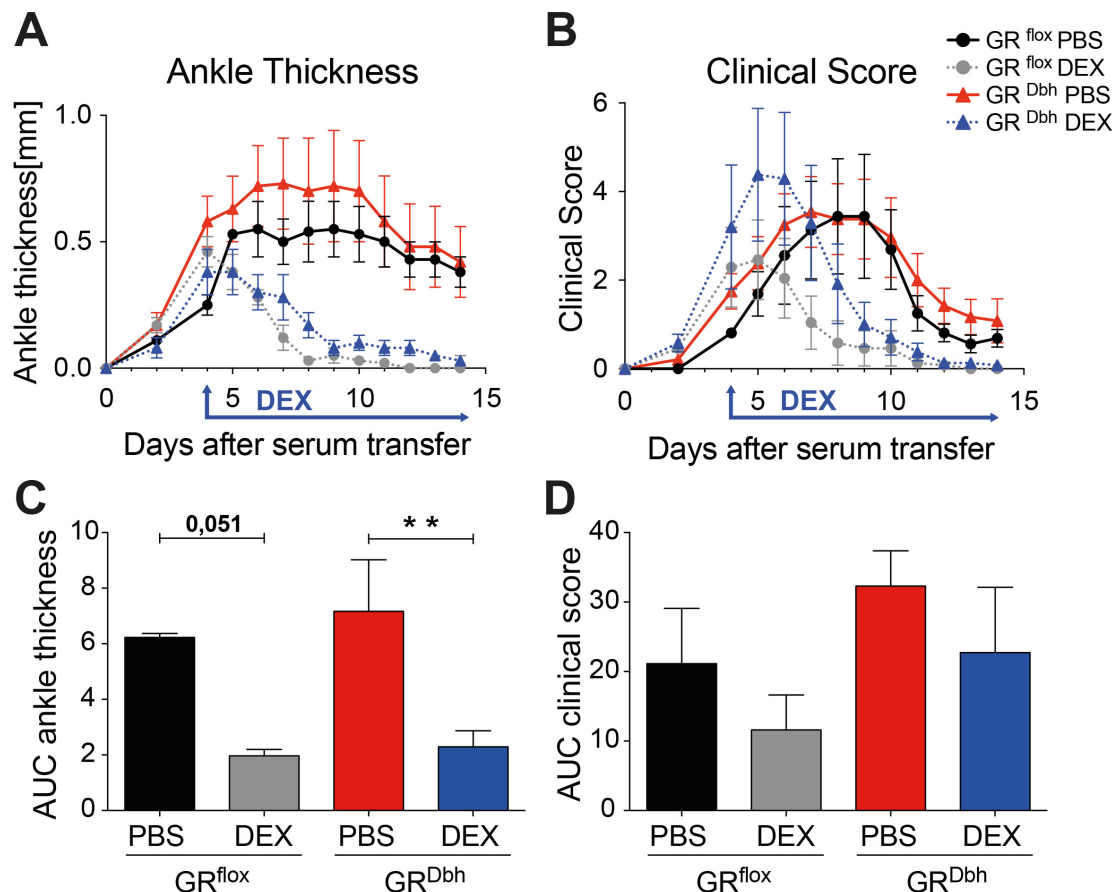 A
Ankle Thickness
Ankle thickness[mm]
1.0
0.5
0.0
0 5 10 15
DEX
Days after serum transfer
B
Clinical Score
GR flox PBS
GR flox DEX
GR Dbh PBS
GR Dbh DEX
Clinical Score
6
4
2
0
0 5 10 15
DEX
Days after serum transfer
C
AUC ankle thickness
10
8
6
4
2
0
0,051
* *
PBS DEX PBS DEX
GRflox GRDbh
D
AUC clinical score
40
30
20
10
0
PBS DEX PBS DEX
GRflox GRDbh